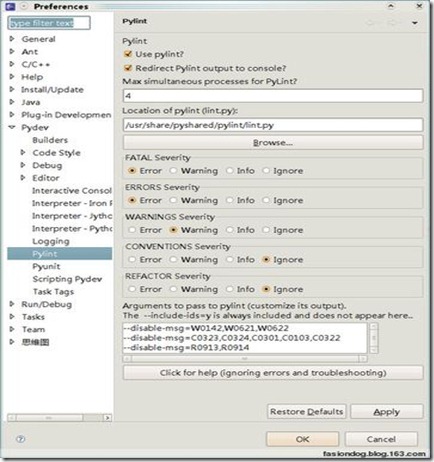 Preferences
type filter text
General
Ant
C/C++
Help
Install/Update
Java
Plug-in Developmen
Pydev
Builders
Code Style
Debug
Editor
Interactive Consol
Interpreter - Iron P
Interpreter - Jytho
Interpreter - Pytho
Logging
Pylint
Pyunit
Scripting Pydev
Task Tags
Run/Debug
Tasks
Team
思维图
Pylint
Pylint
Use pylint?
Redirect Pylint output to console?
Max simultaneous processes for PyLint?
4
Location of pylint (lint.py):
/usr/share/pyshared/pylint/lint.py
Browse...
FATAL Severity
Error Warning Info Ignore
ERRORS Severity
Error Warning Info Ignore
WARNINGS Severity
Error Warning Info Ignore
CONVENTIONS Severity
Error Warning Info Ignore
REFACTOR Severity
Error Warning Info Ignore
Arguments to pass to pylint (customize its output).
The --include-ids=y is always included and does not appear here..
--disable-msg=W0142,W0621,W0622
--disable-msg=C0323,C0324,C0301,C0103,C0322
--disable-msg=R0913,R0914
Click for help (ignoring errors and troubleshooting)
Restore Defaults
Apply
OK
Cancel
fasiondog.blog.163.com